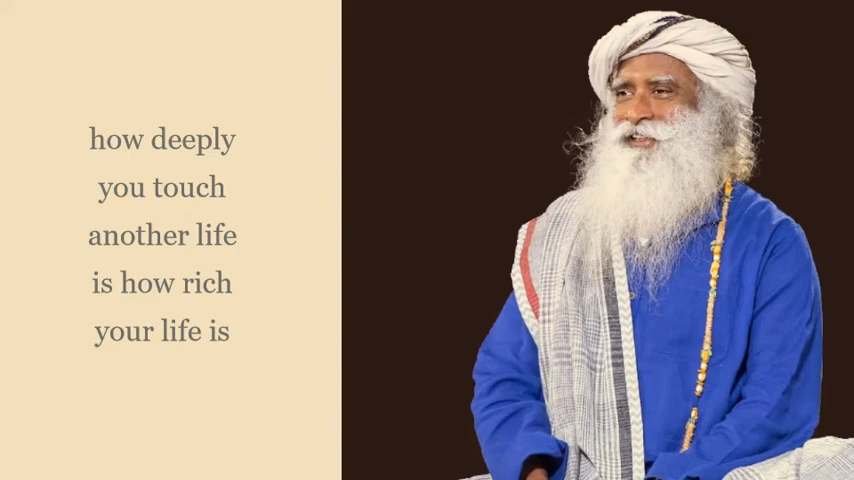 how deeply
you touch
another life
is how rich
your life is